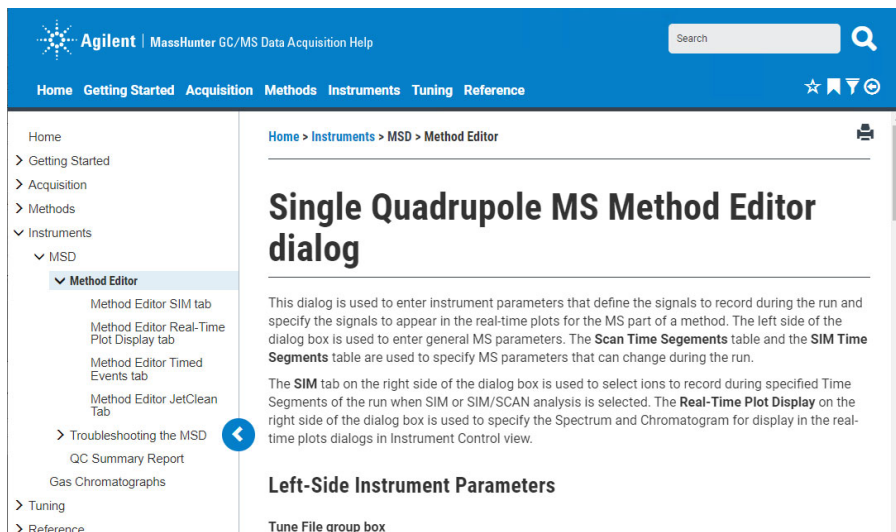 Agilent | MassHunter GC/MS Data Acquisition Help
Search
Home Getting Started Acquisition Methods Instruments Tuning Reference
Home
Getting Started
Acquisition
Methods
Instruments
MSD
Method Editor
Method Editor SIM tab
Method Editor Real-Time
Plot Display tab
Method Editor Timed
Events tab
Method Editor JetClean
Tab
Troubleshooting the MSD
QC Summary Report
Gas Chromatographs
Tuning
Reference
Home > Instruments > MSD > Method Editor
Single Quadrupole MS Method Editor
dialog
This dialog is used to enter instrument parameters that define the signals to record during the run and
specify the signals to appear in the real-time plots for the MS part of a method. The left side of the
dialog box is used to enter general MS parameters. The Scan Time Segements table and the SIM Time
Segments table are used to specify MS parameters that can change during the run.
The SIM tab on the right side of the dialog box is used to select ions to record during specified Time
Segments of the run when SIM or SIM/SCAN analysis is selected. The Real-Time Plot Display on the
right side of the dialog box is used to specify the Spectrum and Chromatogram for display in the real-
time plots dialogs in Instrument Control view.
Left-Side Instrument Parameters
Tune File group box